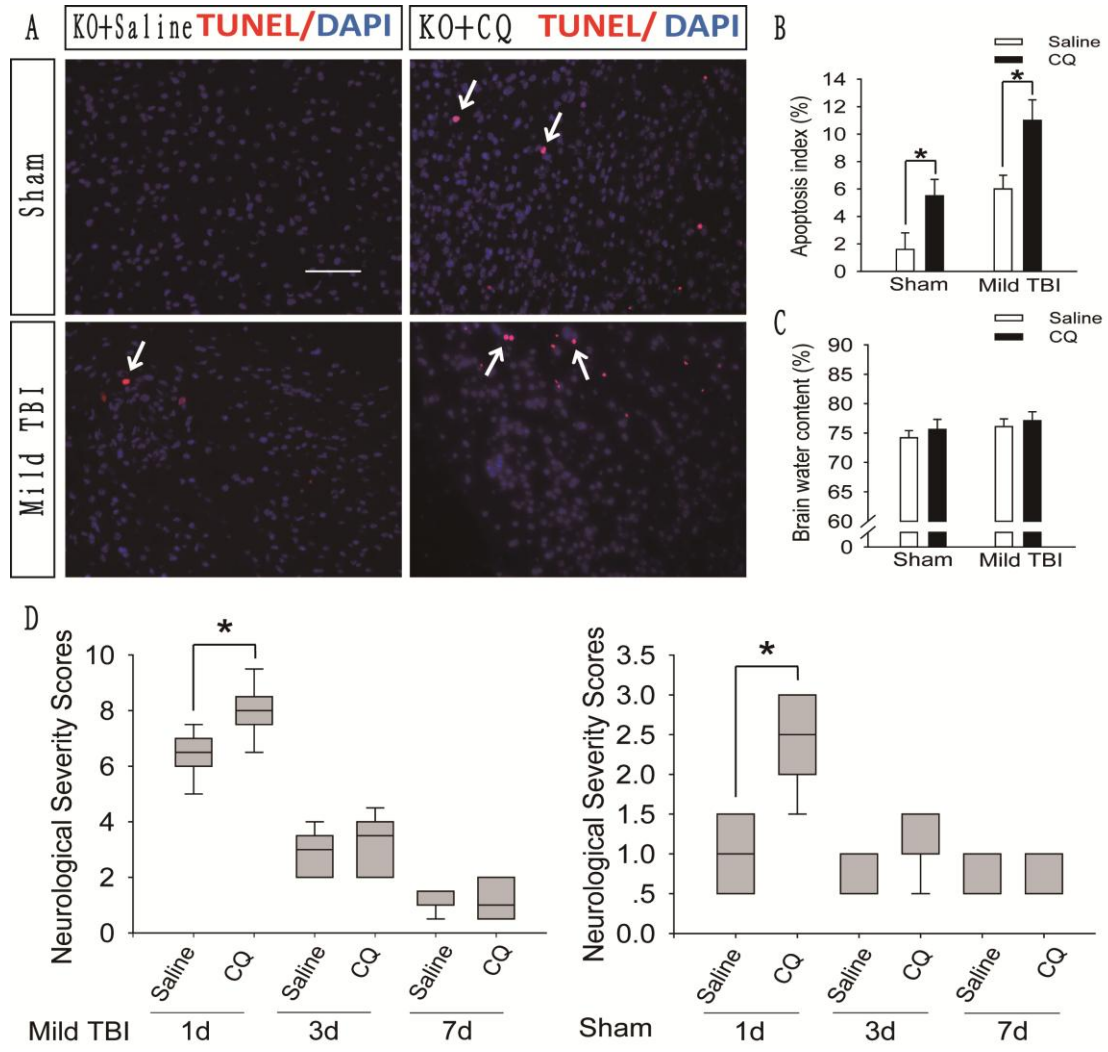 A
KO+Saline TUNEL/DAPI
KO+CQ TUNEL/ DAPI
Sham
Mild TBI
B
Saline
CQ
Apoptosis index (%)
14
12
10
8
6
4
2
0
*
*
Sham
Mild TBI
C
Saline
CQ
Brain water content (%)
90
85
80
75
70
65
60
0
Sham
Mild TBI
D
Neurological Severity Scores
10
8
6
4
2
0
*
Saline
CQ
Saline
CQ
Saline
CQ
Mild TBI
1d
3d
7d
Neurological Severity Scores
3.5
3.0
2.5
2.0
1.5
1.0
.5
0.0
*
Saline
CQ
Saline
CQ
Saline
CQ
Sham
1d
3d
7d